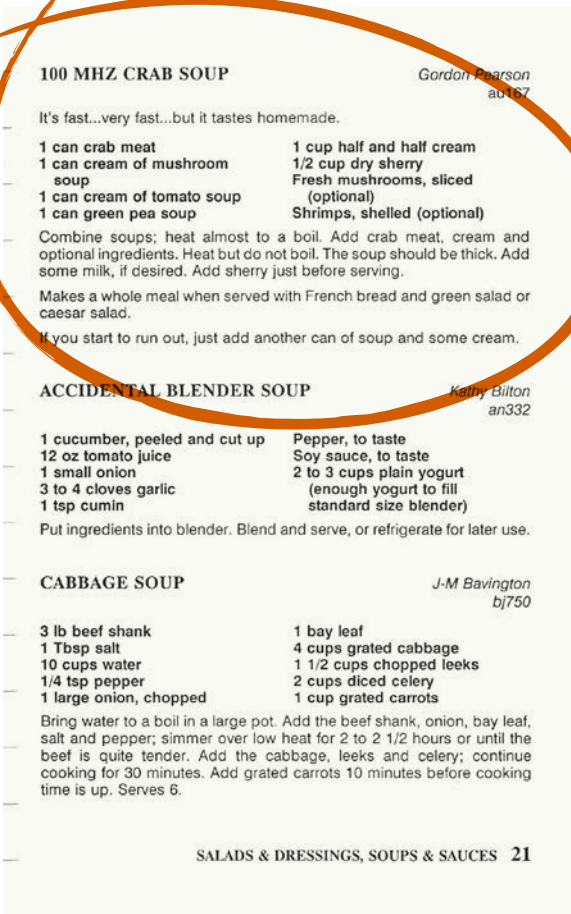 100 MHZ CRAB SOUP
Gordon Pearson
au167
It's fast...very fast...but it tastes homemade.
1 can crab meat
1 can cream of mushroom
soup
1 can cream of tomato soup
1 can green pea soup
1 cup half and half cream
1/2 cup dry sherry
Fresh mushrooms, sliced
(optional)
Shrimps, shelled (optional)
Combine soups; heat almost to a boil. Add crab meat, cream and
optional ingredients. Heat but do not boil. The soup should be thick. Add
some milk, if desired. Add sherry just before serving.
Makes a whole meal when served with French bread and green salad or
caesar salad.
If you start to run out, just add another can of soup and some cream.
ACCIDENTAL BLENDER SOUP
Kathy Bilton
an332
1 cucumber, peeled and cut up
12 oz tomato juice
1 small onion
3 to 4 cloves garlic
1 tsp cumin
Pepper, to taste
Soy sauce, to taste
2 to 3 cups plain yogurt
(enough yogurt to fill
standard size blender)
Put ingredients into blender. Blend and serve, or refrigerate for later use.
CABBAGE SOUP
J-M Bavington
bj750
3 lb beef shank
1 Tbsp salt
10 cups water
1/4 tsp pepper
1 large onion, chopped
1 bay leaf
4 cups grated cabbage
1 1/2 cups chopped leeks
2 cups diced celery
1 cup grated carrots
Bring water to a boil in a large pot. Add the beef shank, onion, bay leaf,
salt and pepper; simmer over low heat for 2 to 2 1/2 hours or until the
beef is quite tender. Add the cabbage, leeks and celery; continue
cooking for 30 minutes. Add grated carrots 10 minutes before cooking
time is up. Serves 6.
SALADS & DRESSINGS, SOUPS & SAUCES 21